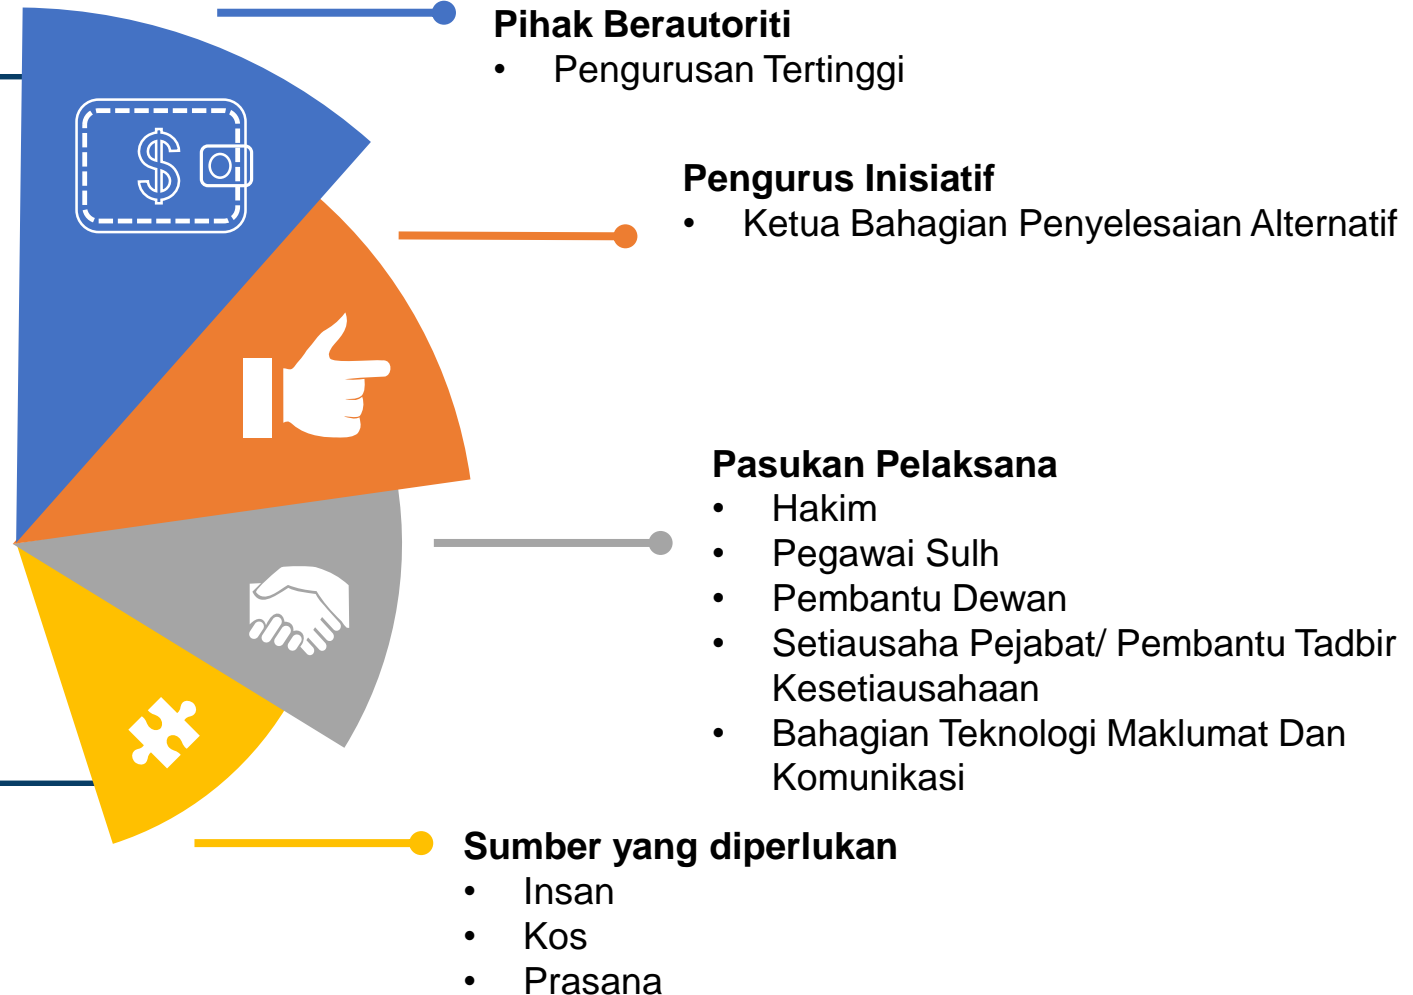 Pihak Berautoriti
• Pengurusan Tertinggi
Pengurus Inisiatif
• Ketua Bahagian Penyelesaian Alternatif
Pasukan Pelaksana
• Hakim
• Pegawai Sulh
• Pembantu Dewan
• Setiausaha Pejabat/ Pembantu Tadbir
Kesetiausahaan
• Bahagian Teknologi Maklumat Dan
Komunikasi
Sumber yang diperlukan
• Insan
• Kos
• Prasana